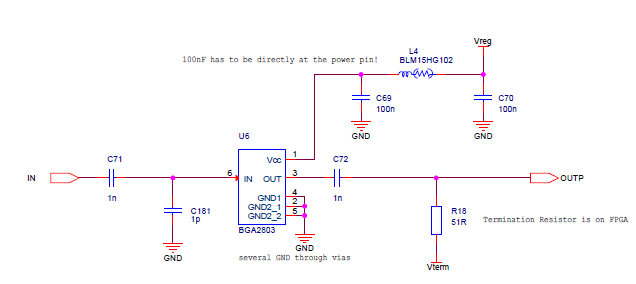 Vreg
L4
BLM15HG102
100nF has to be directly at the power pin!
C69
100n
C70
100n
GND
GND
U6
C71
1n
IN
6
IN
Vcc
1
OUT
3
GND1
4
GND2_1
2
GND2_2
5
BGA2803
C72
1n
OUTP
C181
1p
GND
GND
several GND through vias
R18
51R
Termination Resistor is on FPGA
Vterm